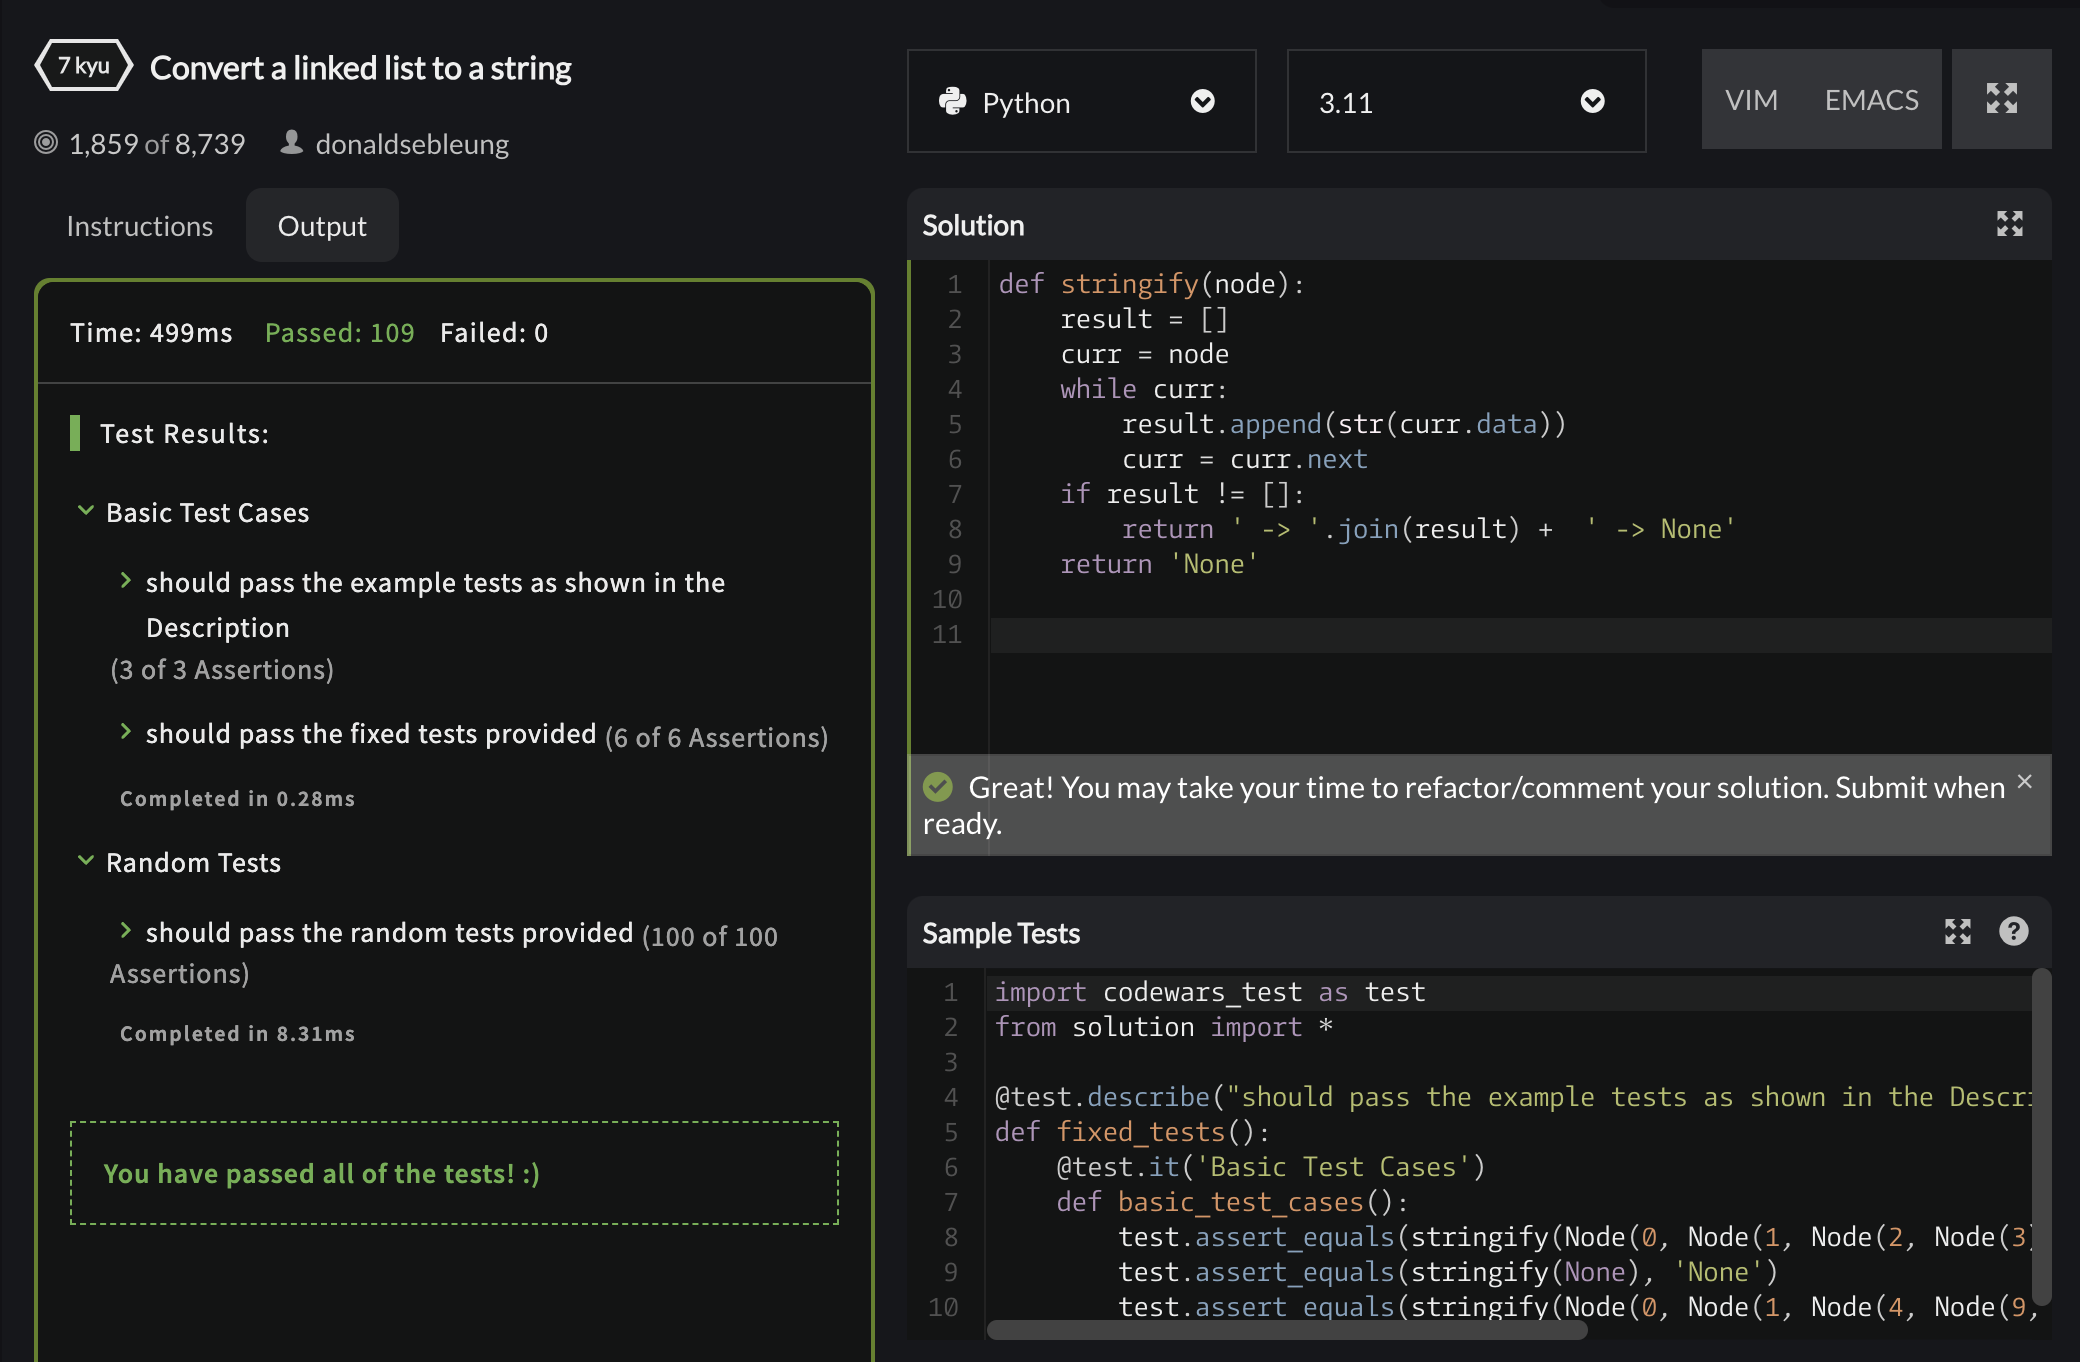 7 kyu
Convert a linked list to a string
1,859 of 8,739 donaldsebleung
Instructions Output
Time: 499ms Passed: 109 Failed: 0
Test Results:
Basic Test Cases
should pass the example tests as shown in the
Description
(3 of 3 Assertions)
should pass the fixed tests provided (6 of 6 Assertions)
Completed in 0.28ms
Random Tests
should pass the random tests provided (100 of 100
Assertions)
Completed in 8.31ms
You have passed all of the tests! :)
Python 3.11 VIM EMACS
Solution
1 def stringify(node):
2     result = []
3     curr = node
4     while curr:
5         result.append(str(curr.data))
6         curr = curr.next
7     if result != []:
8         return ' -> '.join(result) +  ' -> None'
9     return 'None'
10
11
Great! You may take your time to refactor/comment your solution. Submit when
ready.
×
Sample Tests
?
1 import codewars_test as test
2 from solution import *
3
4 @test.describe("should pass the example tests as shown in the Descri
5 def fixed_tests():
6     @test.it('Basic Test Cases')
7     def basic_test_cases():
8         test.assert_equals(stringify(Node(0, Node(1, Node(2, Node(3
9         test.assert_equals(stringify(None), 'None')
10         test.assert_equals(stringify(Node(0, Node(1, Node(4, Node(9,